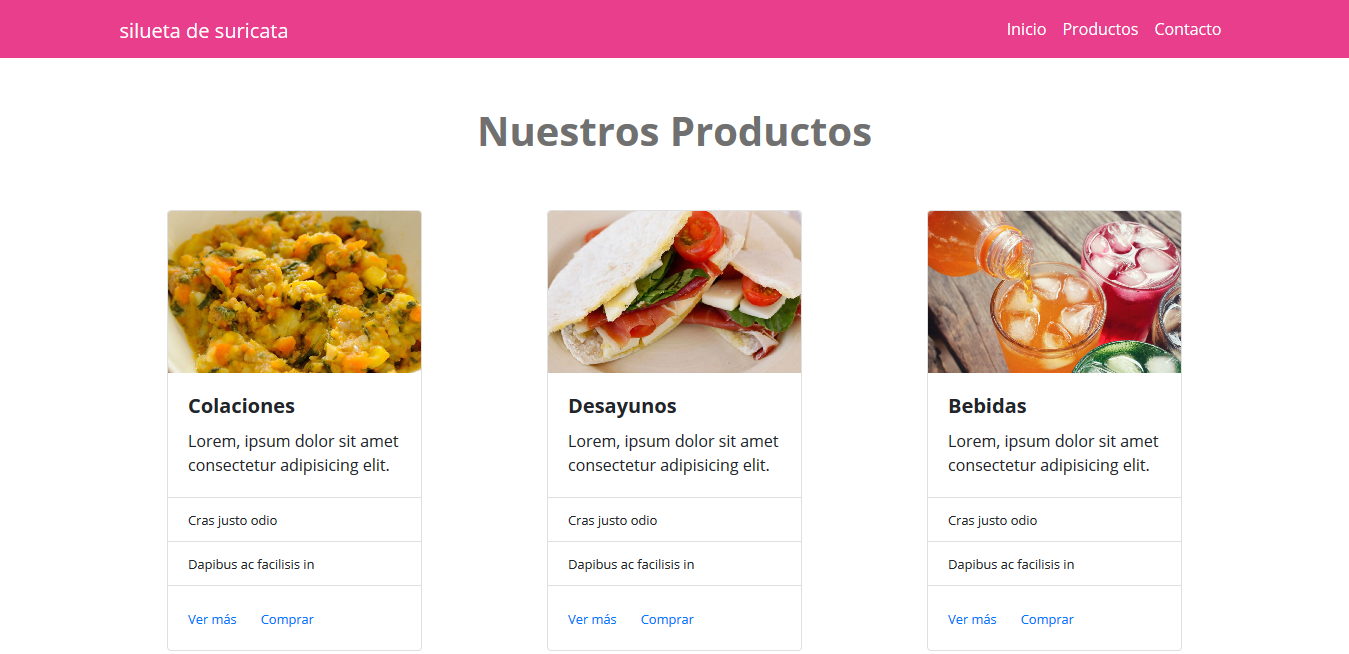 silueta de suricata
Inicio Productos Contacto
Nuestros Productos
Colaciones
Lorem, ipsum dolor sit amet
consectetur adipisicing elit.
Cras justo odio
Dapibus ac facilisis in
Ver más Comprar
Desayunos
Lorem, ipsum dolor sit amet
consectetur adipisicing elit.
Cras justo odio
Dapibus ac facilisis in
Ver más Comprar
Bebidas
Lorem, ipsum dolor sit amet
consectetur adipisicing elit.
Cras justo odio
Dapibus ac facilisis in
Ver más Comprar